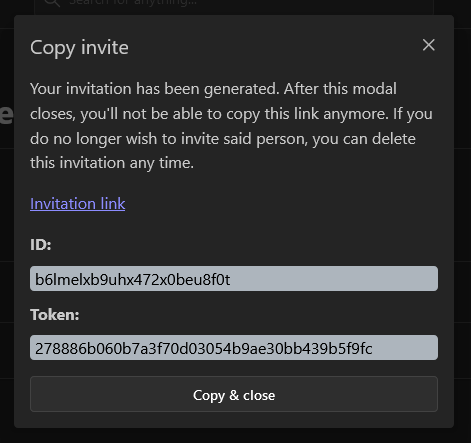 Search for anything...
Copy invite
Your invitation has been generated. After this modal
closes, you'll not be able to copy this link anymore. If you
do no longer wish to invite said person, you can delete
this invitation any time.
Invitation link
ID:
b6lmelxb9uhx472x0beu8f0t
Token:
278886b060b7a3f70d03054b9ae30bb439b5f9fc
Copy & close